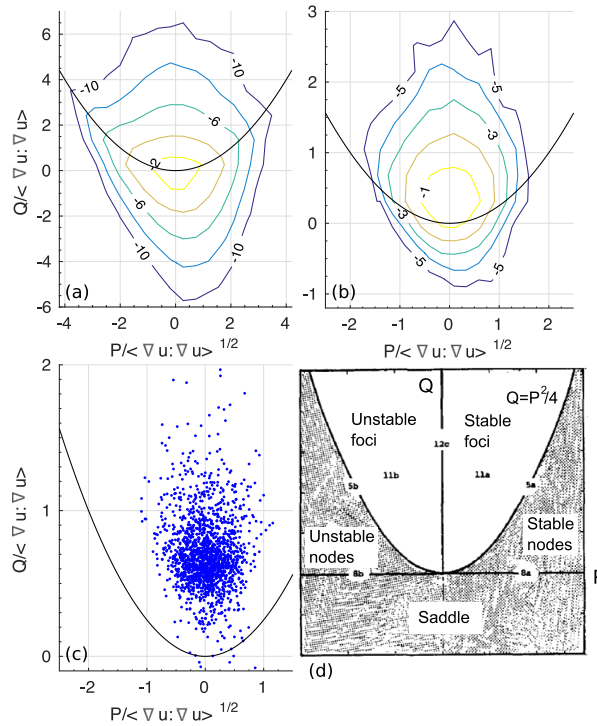 6
4
2
0
-2
-4
6
Q/< ∇ u: ∇ u>
-10
-10
-6
-2
-6
-10
-10
(a)
-4
-2
0
2
4
P/< ∇ u: ∇ u> 1/2
3
2
1
0
-1
Q/< ∇ u: ∇ u>
-5
-5
-5
-3
-1
-3
-5
-5
(b)
-2
-1
0
1
2
P/< ∇ u: ∇ u> 1/2
2
1
0
Q/< ∇ u: ∇ u>
(c)
-2
-1
0
1
P/< ∇ u: ∇ u> 1/2
Q
Q=P²/4
Unstable
foci
Stable
foci
12c
11b
11a
5b
5a
Unstable
nodes
Stable
nodes
8b
8a
P
Saddle
(d)